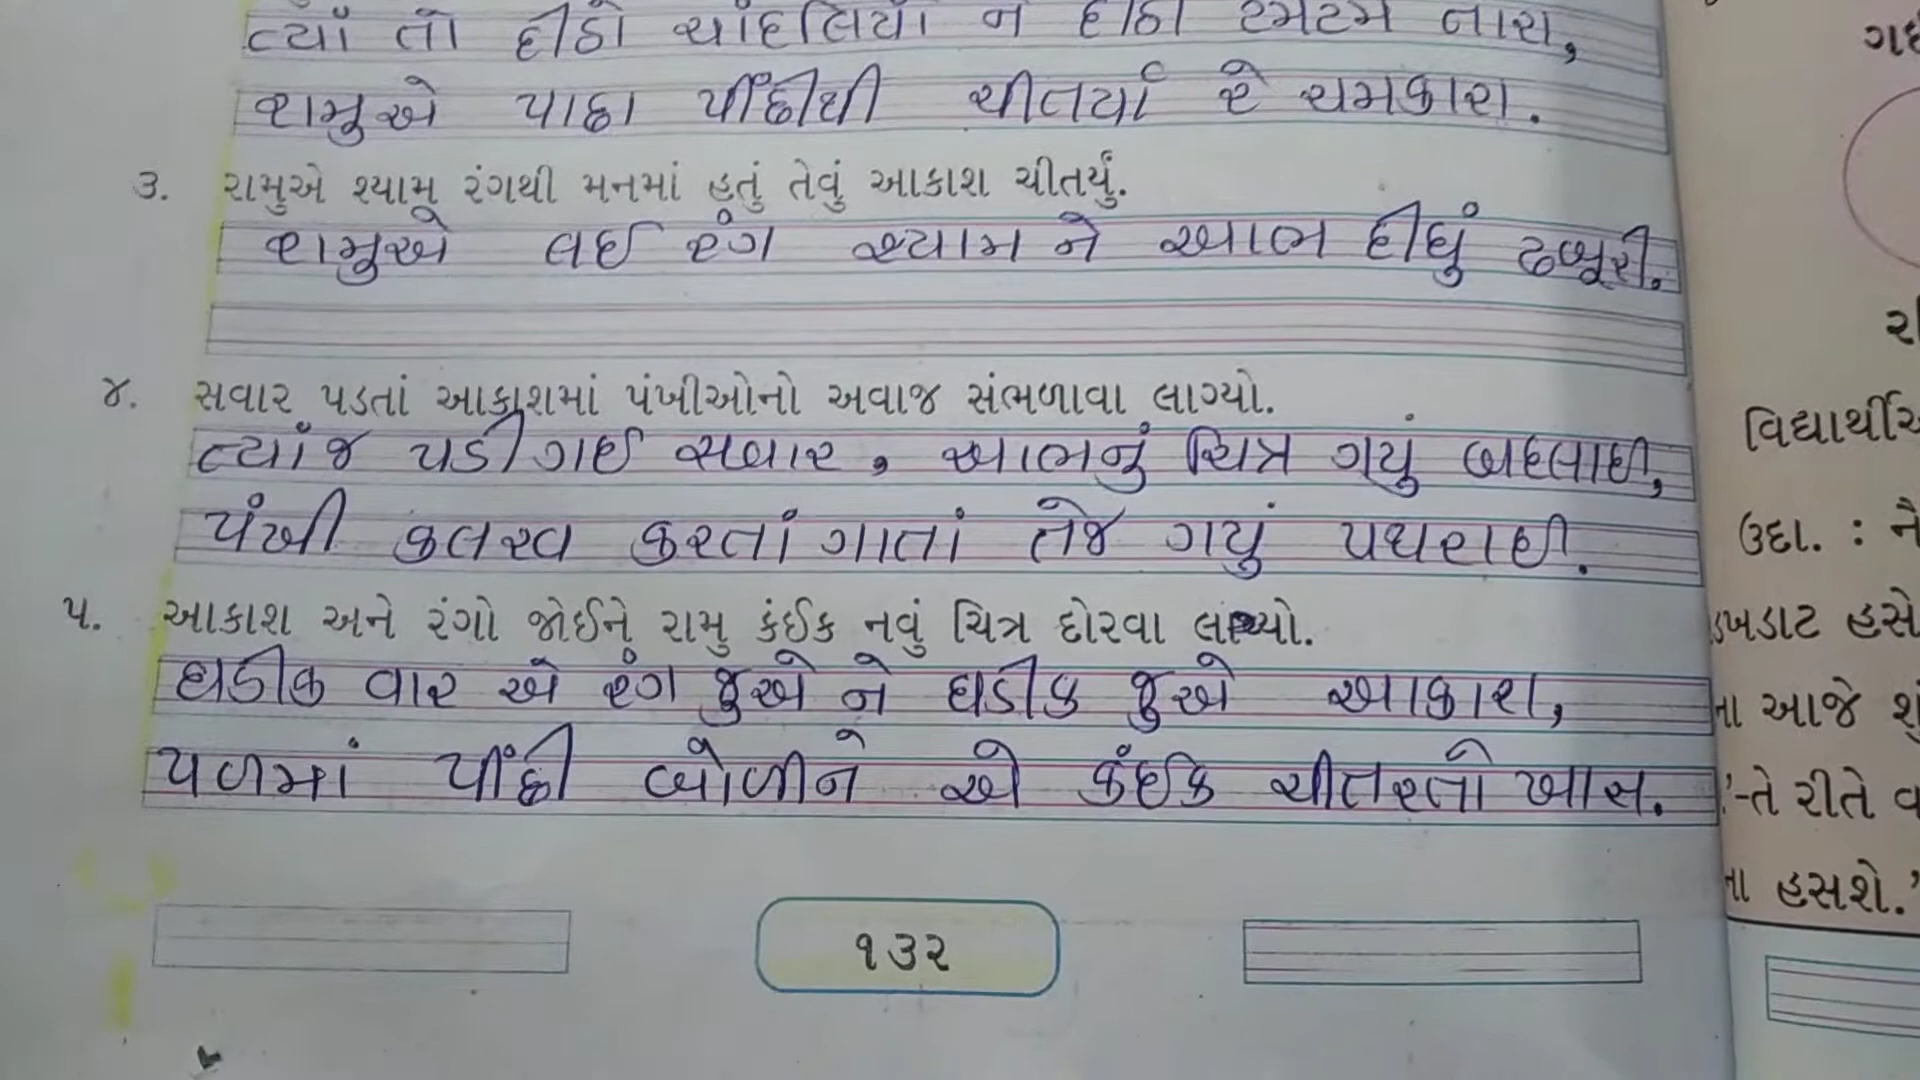 ત્યાઁ તો દીઠો ચાંદલિયો ને દીઠા ટમટમ તારા,
રામુએ પાછા પીંછીથી ચીતર્યા રે ચમકારા.
૩. રામુએ શ્યામ રંગથી મનમાં હતું તેવું આકાશ ચીતર્યું.
રામુએ લઈ રંગ શ્યામ ને આભ દીધું ઢબૂરી.
૪. સવાર પડતાં આકાશમાં પંખીઓનો અવાજ સંભળાવા લાગ્યો.
ત્યાઁ જ પડી ગઈ સવાર, આભનું ચિત્ર ગયું બદલાઈ,
પંખી કલરવ કરતાં ગાતાં તેજ ગયું પથરાઈ.
૫. આકાશ અને રંગો જોઈને રામુ કંઈક નવું ચિત્ર દોરવા લાગ્યો.
ઘડીક વાર એ રંગ જુએ ને ઘડીક જુએ આકાશ,
પળમાં પીંછી બોળીને એ કંઈક ચીતરતો ખાસ.
૧૩૨
વિદ્યાર્થીએ
ઉદા. : નૈ
ડખડાટ હસે
ના આજે શું
'-તે રીતે વ
ના હસશે.'